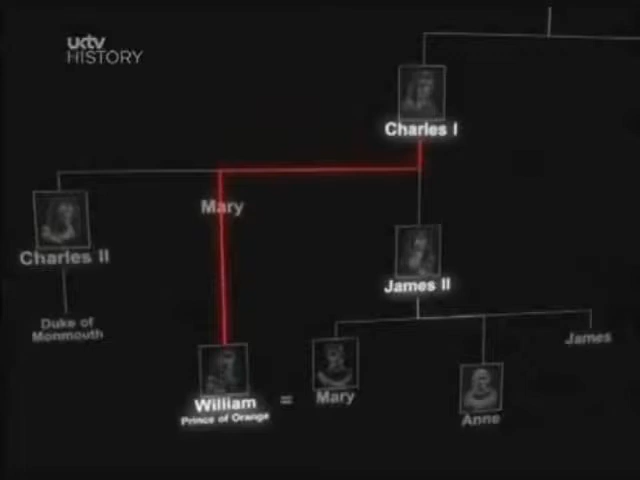 uktv
HISTORY
Charles I
Mary
Charles II
James II
Duke of
Monmouth
James
William
Prince of Orange
=
Mary
Anne